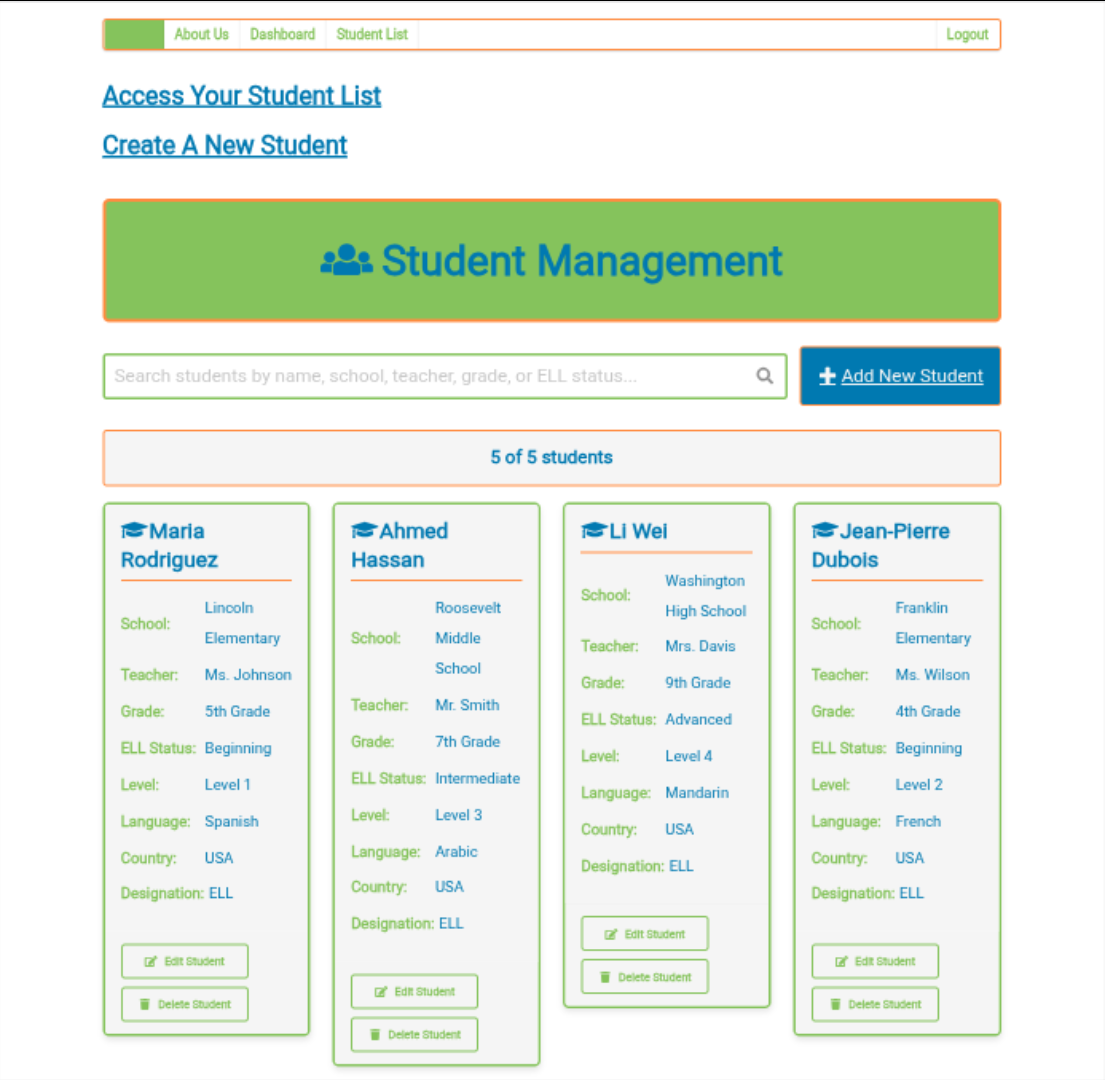 About Us Dashboard Student List Logout
Access Your Student List
Create A New Student
Student Management
Search students by name, school, teacher, grade, or ELL status...
Add New Student
5 of 5 students
Maria
Rodriguez
School: Lincoln
Elementary
Teacher: Ms. Johnson
Grade: 5th Grade
ELL Status: Beginning
Level: Level 1
Language: Spanish
Country: USA
Designation: ELL
Edit Student
Delete Student
Ahmed
Hassan
School: Roosevelt
Middle
School
Teacher: Mr. Smith
Grade: 7th Grade
ELL Status: Intermediate
Level: Level 3
Language: Arabic
Country: USA
Designation: ELL
Edit Student
Delete Student
Li Wei
School: Washington
High School
Teacher: Mrs. Davis
Grade: 9th Grade
ELL Status: Advanced
Level: Level 4
Language: Mandarin
Country: USA
Designation: ELL
Edit Student
Delete Student
Jean-Pierre
Dubois
School: Franklin
Elementary
Teacher: Ms. Wilson
Grade: 4th Grade
ELL Status: Beginning
Level: Level 2
Language: French
Country: USA
Designation: ELL
Edit Student
Delete Student